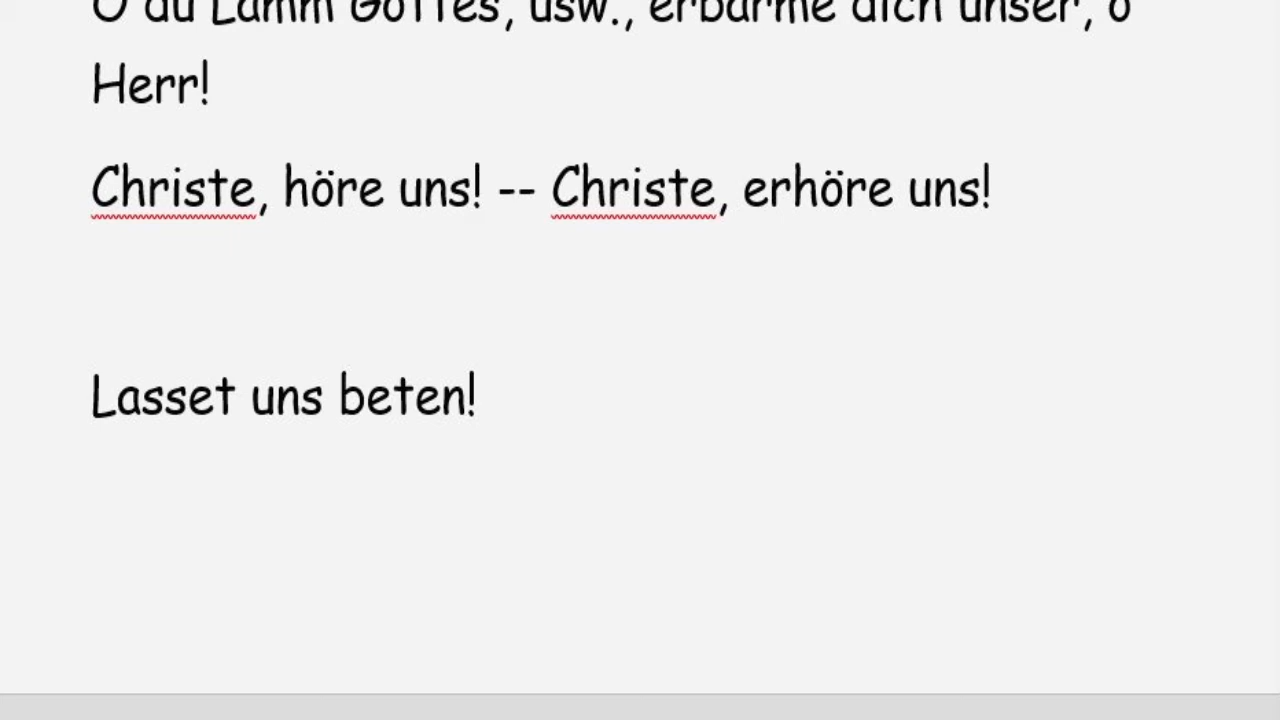 O du Lamm Gottes, usw., erbarme dich unser, o
Herr!
Christe, höre uns! -- Christe, erhöre uns!
Lasset uns beten!